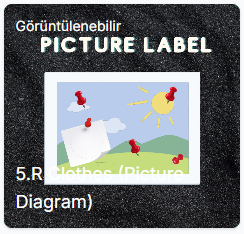 Görüntülenebilir
PICTURE LABEL
5.R Clothes (Picture
Diagram)